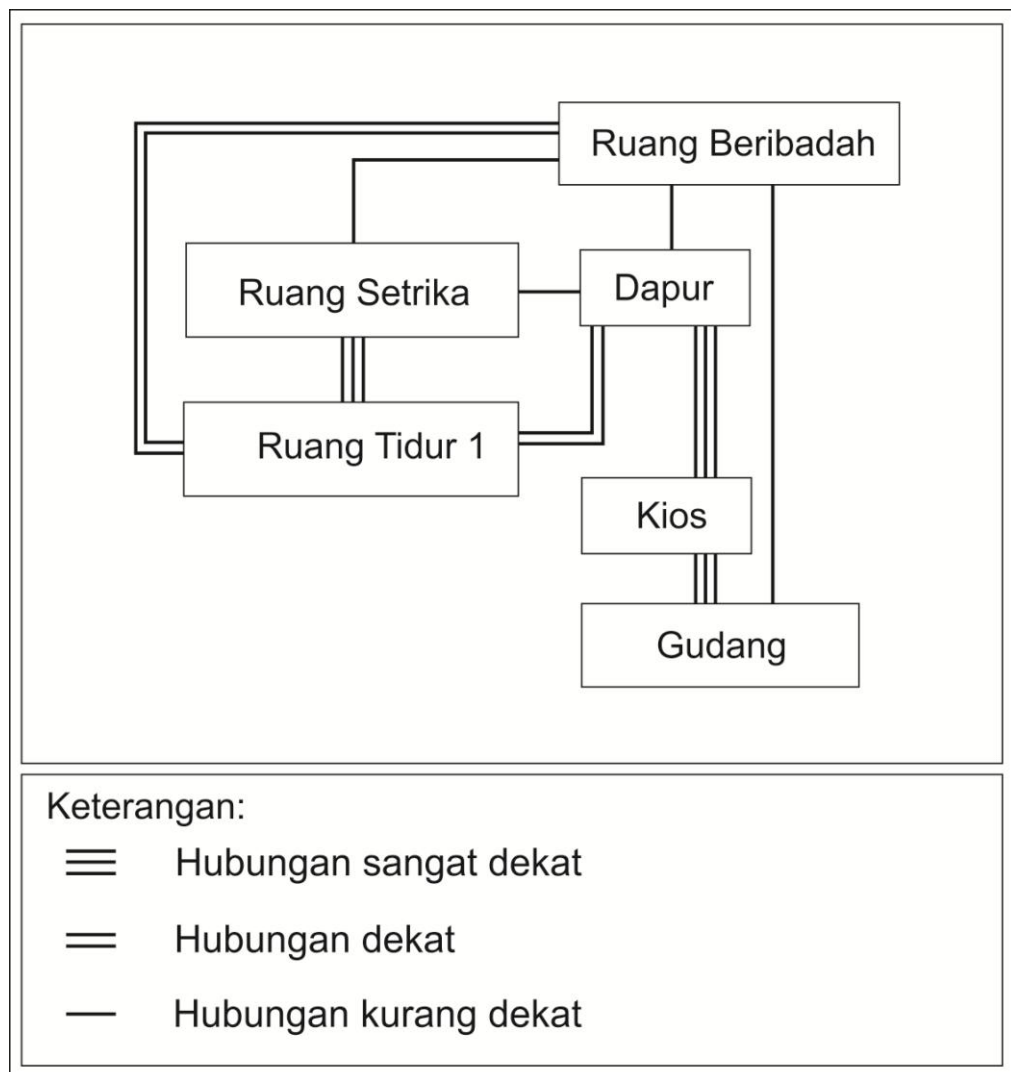 Ruang Beribadah
Ruang Setrika
Dapur
Ruang Tidur 1
Kios
Gudang
Keterangan:
Hubungan sangat dekat
Hubungan dekat
Hubungan kurang dekat